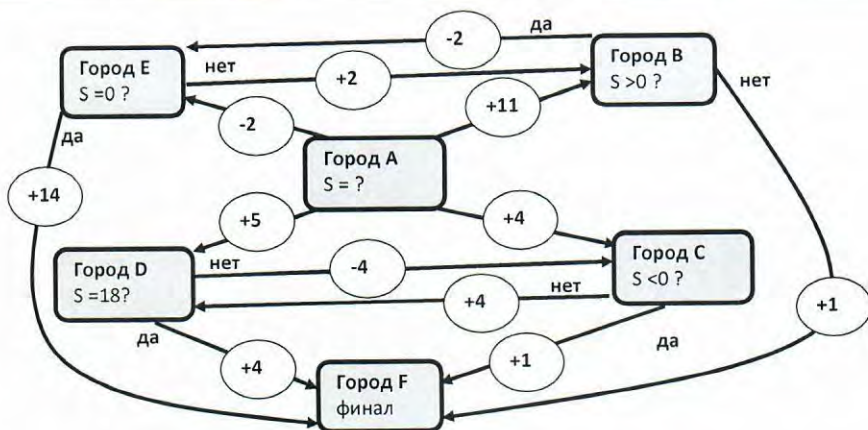 да
-2
Город E
S =0 ?
нет
+2
Город B
S >0 ?
нет
да
-2
+11
Город A
S = ?
+14
+5
+4
Город D
S =18?
нет
-4
Город C
S <0 ?
+4
нет
+1
да
+4
+1
да
Город F
финал